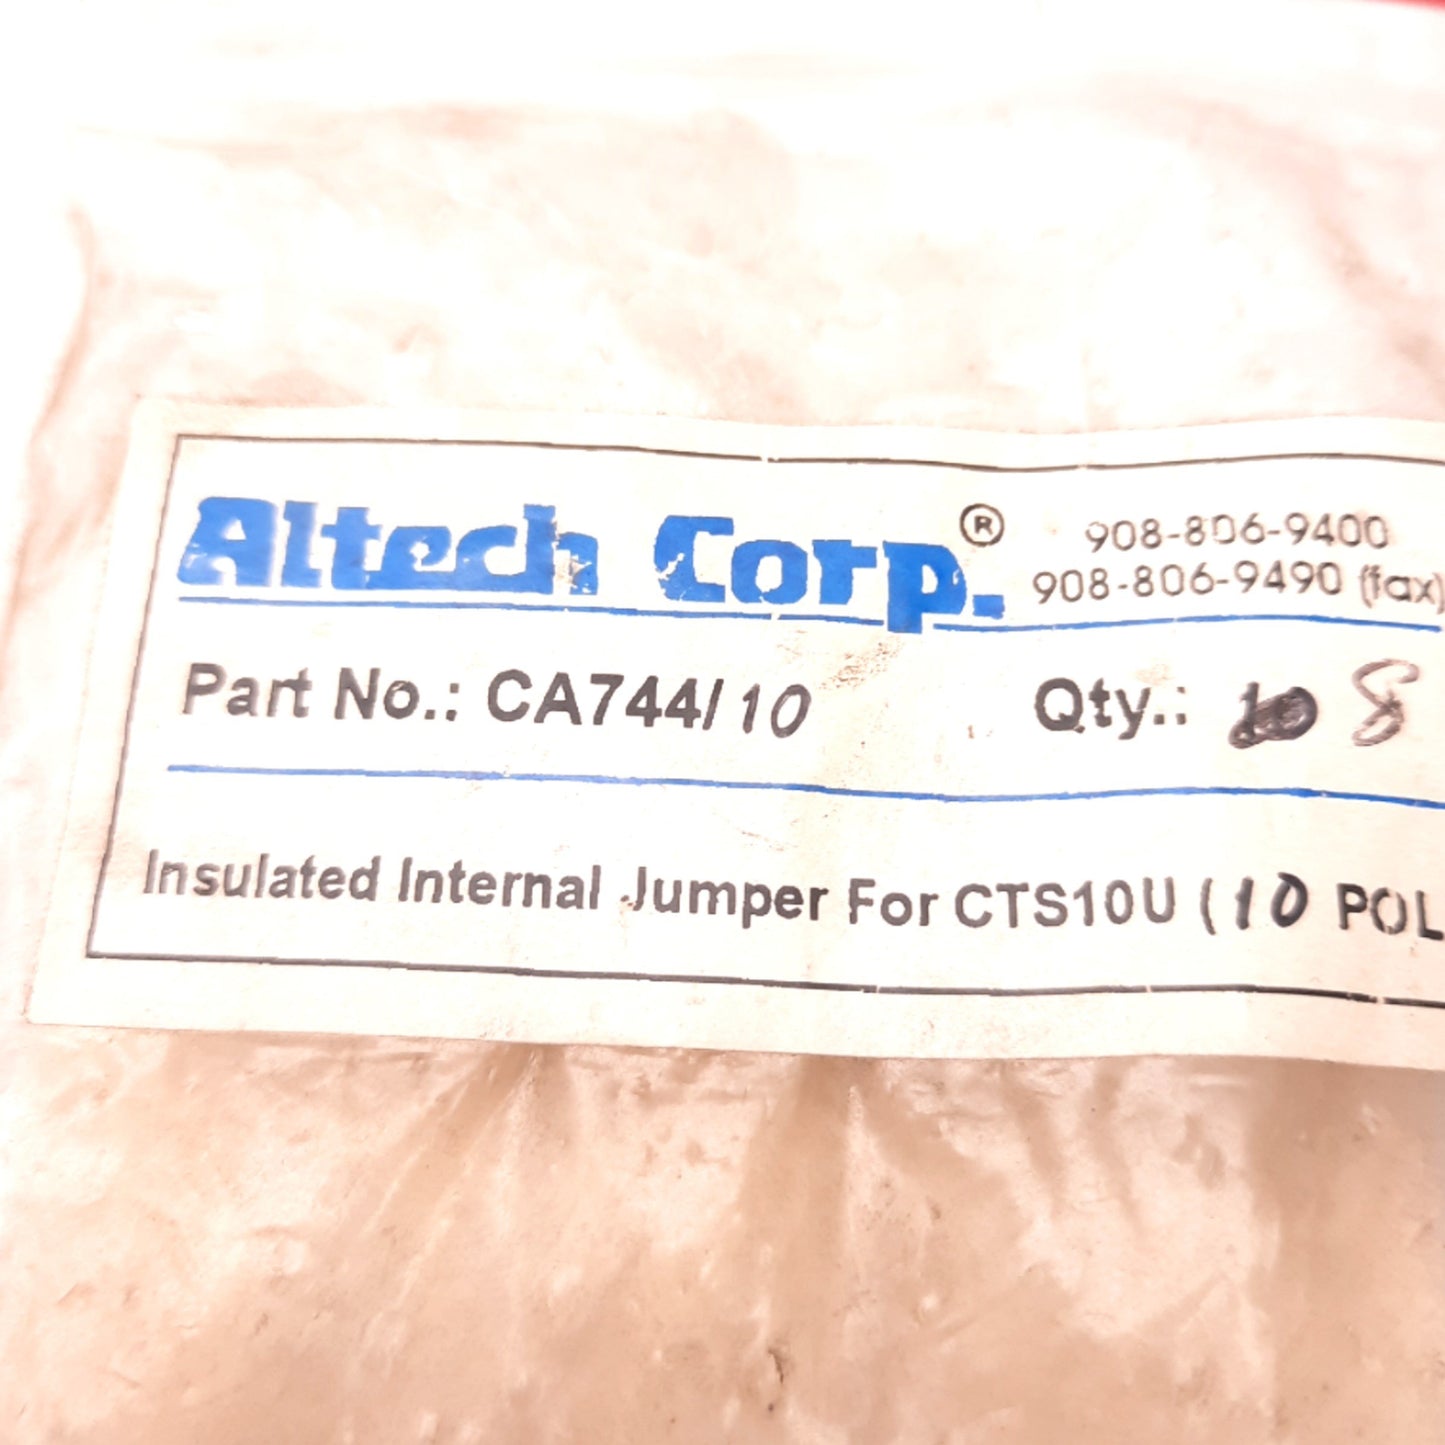 Altech Corp.® 908-806-9400
908-806-9490 (fax)
Part No.: CA744/10 Qty.: 10 8
Insulated Internal Jumper For CTS10U (10 POL